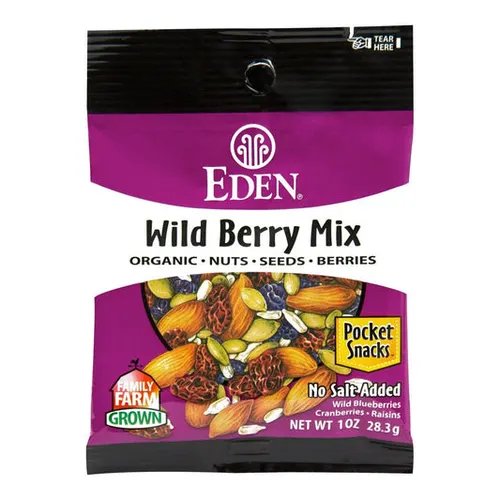 TEAR
HERE
EDEN®
Wild Berry Mix
ORGANIC • NUTS • SEEDS • BERRIES
Pocket
Snacks™
No Salt Added
Wild Blueberries
Cranberries • Raisins
NET WT 1OZ 28.3g
FAMILY
FARM
GROWN